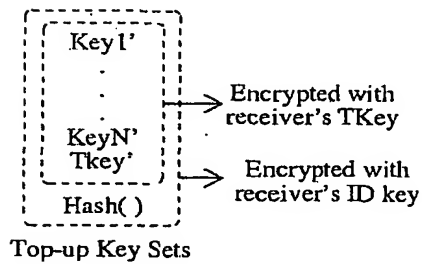 Key1'
.
.
.
KeyN'
Tkey'
Hash( )
Encrypted with
receiver's TKey
Encrypted with
receiver's ID key
Top-up Key Sets